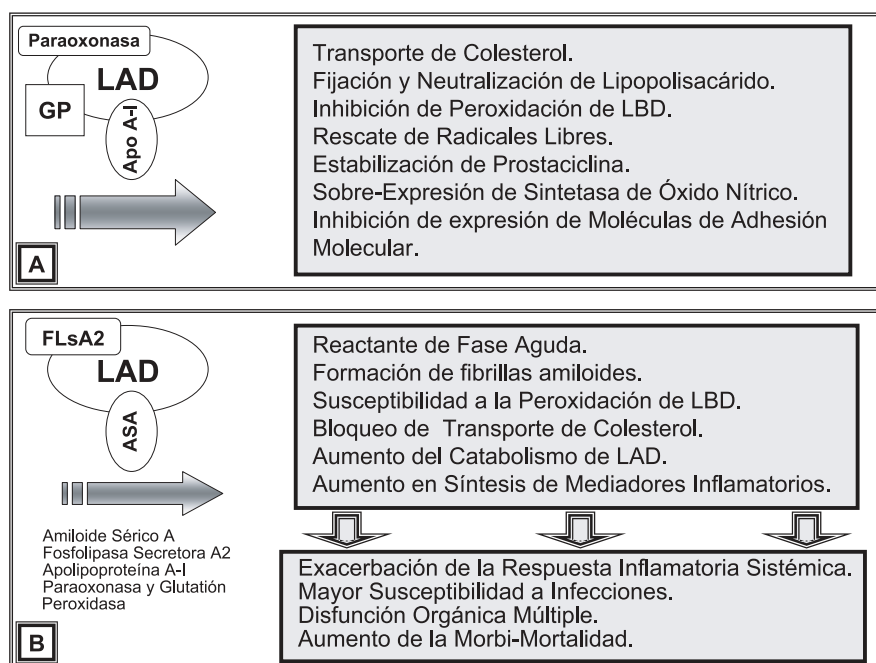 Paraoxonasa
LAD
GP
Apo A-I
Transporte de Colesterol.
Fijación y Neutralización de Lipopolisacárido.
Inhibición de Peroxidación de LBD.
Rescate de Radicales Libres.
Estabilización de Prostaciclina.
Sobre-Expresión de Sintetasa de Óxido Nítrico.
Inhibición de expresión de Moléculas de Adhesión
Molecular.
A
FLsA2
LAD
ASA
Reactante de Fase Aguda.
Formación de fibrillas amiloides.
Susceptibilidad a la Peroxidación de LBD.
Bloqueo de Transporte de Colesterol.
Aumento del Catabolismo de LAD.
Aumento en Síntesis de Mediadores Inflamatorios.
Amiloide Sérico A
Fosfolipasa Secretora A2
Apolipoproteína A-I
Paraoxonasa y Glutatión
Peroxidasa
Exacerbación de la Respuesta Inflamatoria Sistémica.
Mayor Susceptibilidad a Infecciones.
Disfunción Orgánica Múltiple.
Aumento de la Morbi-Mortalidad.
B